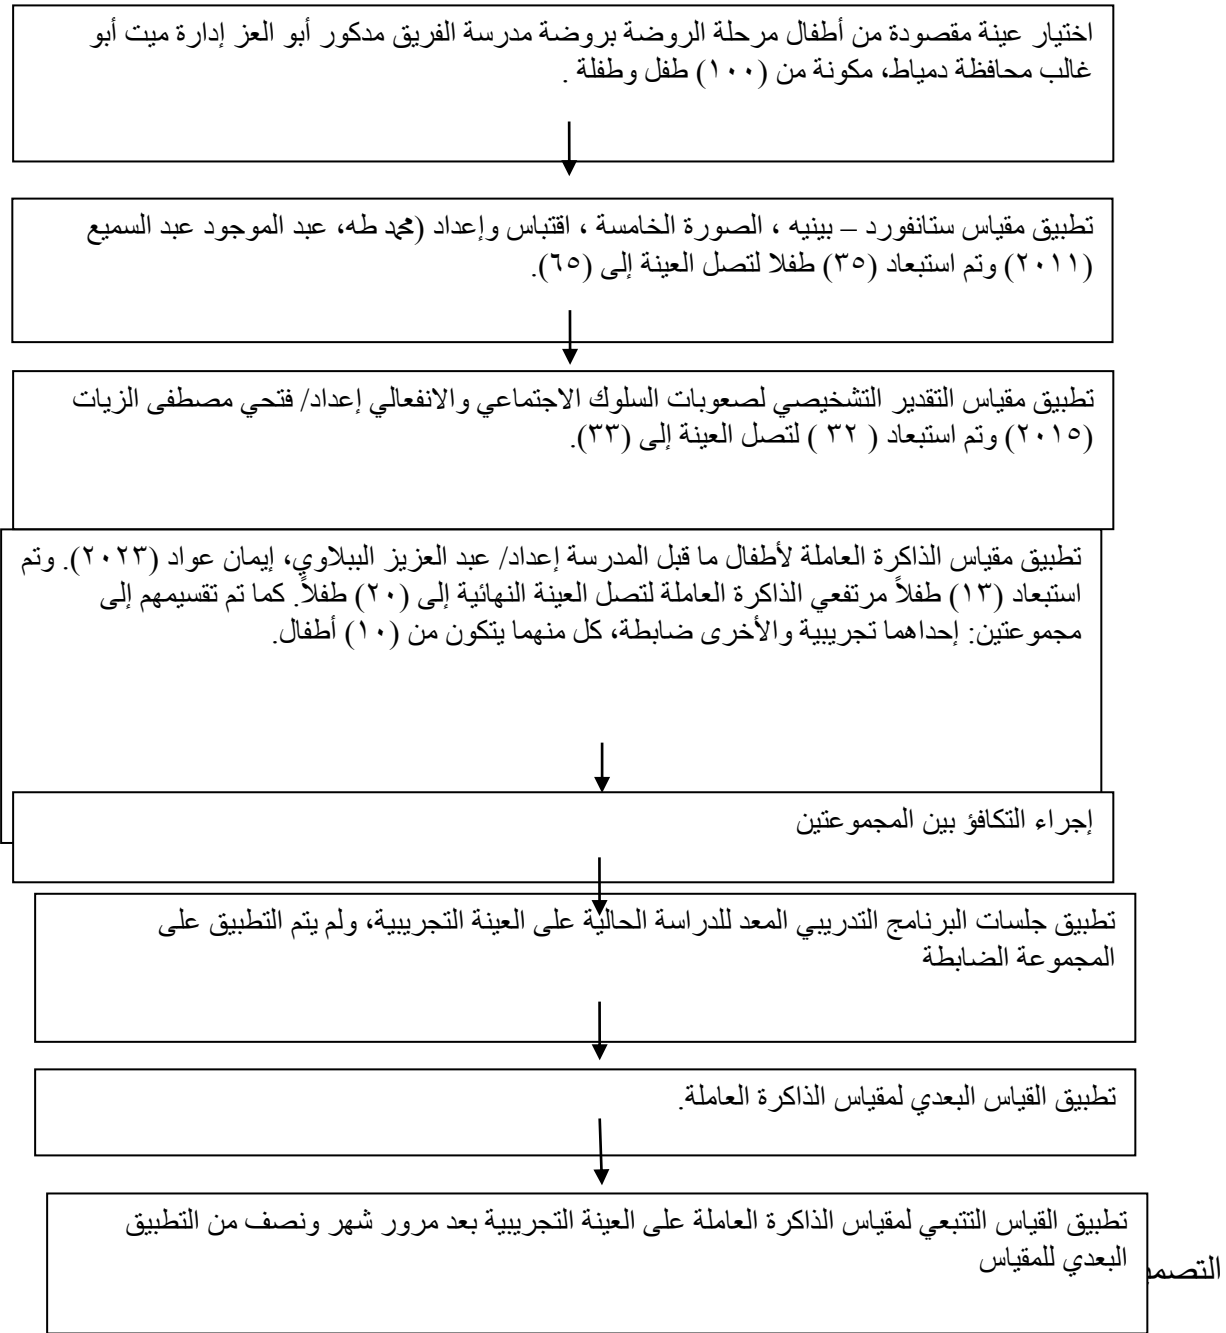 اختيار عينة مقصودة من أطفال مرحلة الروضة بروضة مدرسة الفريق مدكور أبو العز إدارة ميت أبو
غالب محافظة دمياط، مكونة من (١٠٠) طفل وطفلة .
تطبيق مقياس ستانفورد – بينيه ، الصورة الخامسة ، اقتباس وإعداد (محمد طه، عبد الموجود عبد السميع
(٢٠١١) وتم استبعاد (٣٥) طفلا لتصل العينة إلى (٦٥).
تطبيق مقياس التقدير التشخيصي لصعوبات السلوك الاجتماعي والانفعالي إعداد/ فتحي مصطفى الزيات
(٢٠١٥) وتم استبعاد ( ٣٢ ) لتصل العينة إلى (٣٣).
تطبيق مقياس الذاكرة العاملة لأطفال ما قبل المدرسة إعداد/ عبد العزيز الببلاوي، إيمان عواد (٢٠٢٣). وتم
استبعاد (١٣) طفلاً مرتفعي الذاكرة العاملة لتصل العينة النهائية إلى (٢٠) طفلاً. كما تم تقسيمهم إلى
مجموعتين: إحداهما تجريبية والأخرى ضابطة، كل منهما يتكون من (١٠) أطفال.
إجراء التكافؤ بين المجموعتين
تطبيق جلسات البرنامج التدريبي المعد للدراسة الحالية على العينة التجريبية، ولم يتم التطبيق على
المجموعة الضابطة
تطبيق القياس البعدي لمقياس الذاكرة العاملة.
تطبيق القياس التتبعي لمقياس الذاكرة العاملة على العينة التجريبية بعد مرور شهر ونصف من التطبيق
البعدي للمقياس